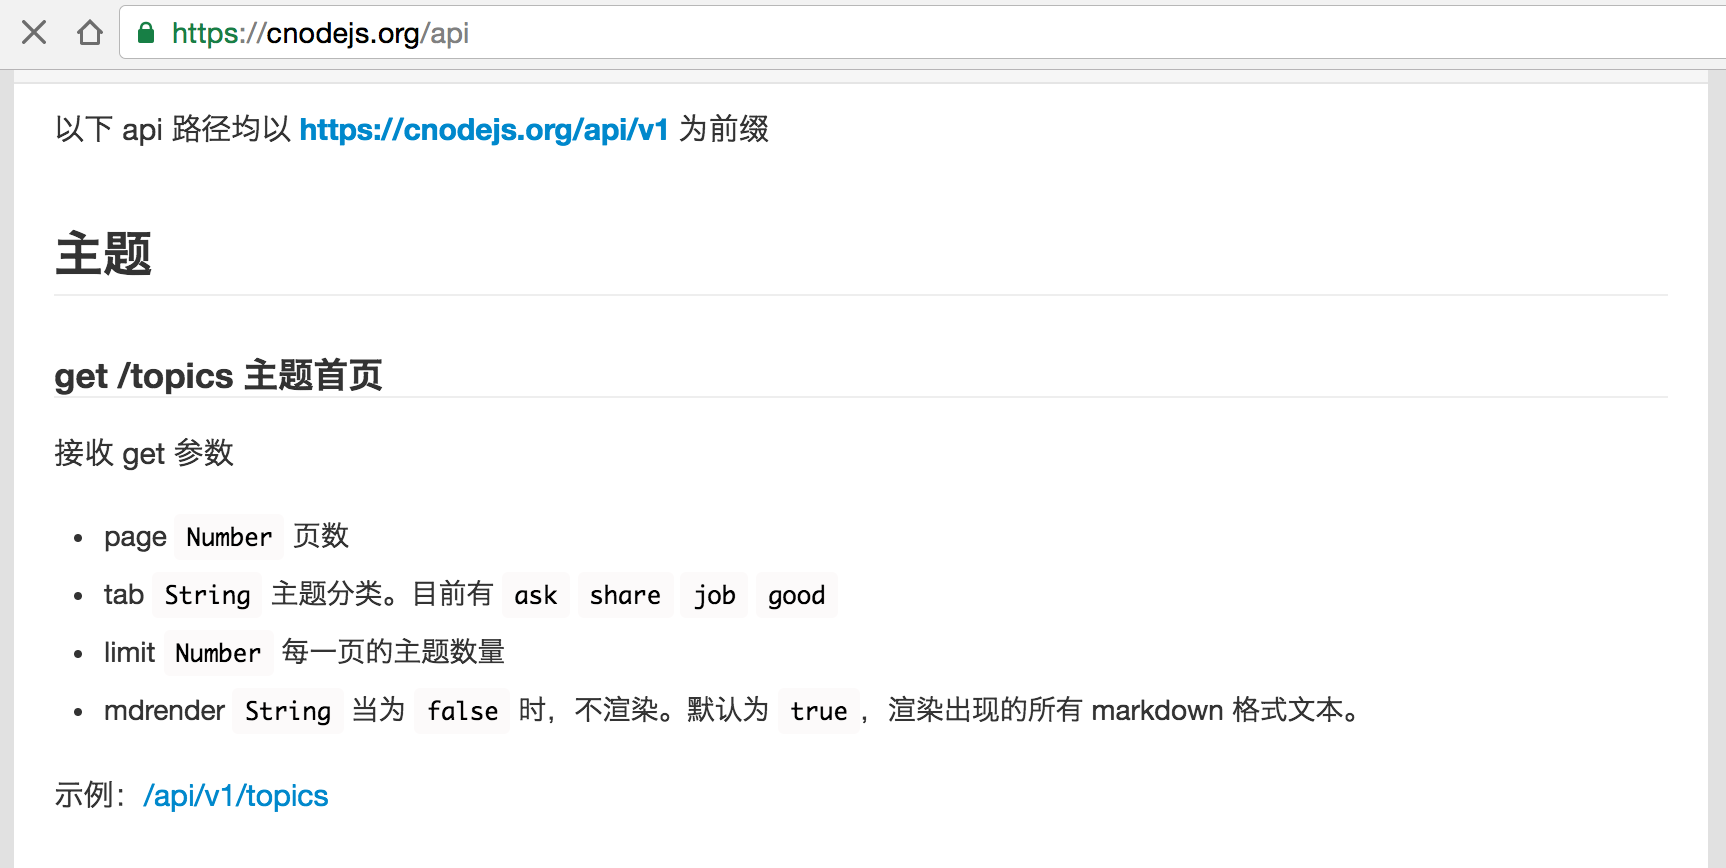 https://cnodejs.org/api
以下 api 路径均以 https://cnodejs.org/api/v1 为前缀
主题
get /topics 主题首页
接收 get 参数
page Number 页数
tab String 主题分类。目前有 ask share job good
limit Number 每一页的主题数量
mdrender String 当为 false 时，不渲染。默认为 true，渲染出现的所有 markdown 格式文本。
示例：/api/v1/topics